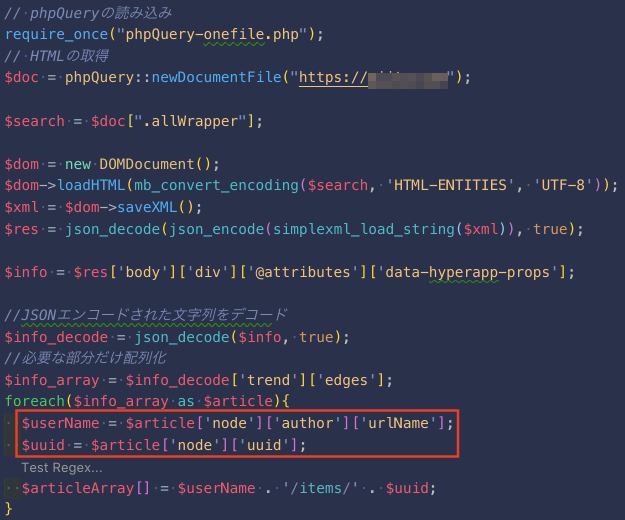 // phpQueryの読み込み
require_once("phpQuery-onefile.php");
// HTMLの取得
$doc = phpQuery::newDocumentFile("https://");
$search = $doc[".allWrapper"];
$dom = new DOMDocument();
$dom->loadHTML(mb_convert_encoding($search, 'HTML-ENTITIES', 'UTF-8'));
$xml = $dom->saveXML();
$res = json_decode(json_encode(simplexml_load_string($xml)), true);
$info = $res['body']['div']['@attributes']['data-hyperapp-props'];
//JSONエンコードされた文字列をデコード
$info_decode = json_decode($info, true);
//必要な部分だけ配列化
$info_array = $info_decode['trend']['edges'];
foreach($info_array as $article){
$userName = $article['node']['author']['urlName'];
$uuid = $article['node']['uuid'];
Test Regex...
$articleArray[] = $userName . '/items/' . $uuid;
}